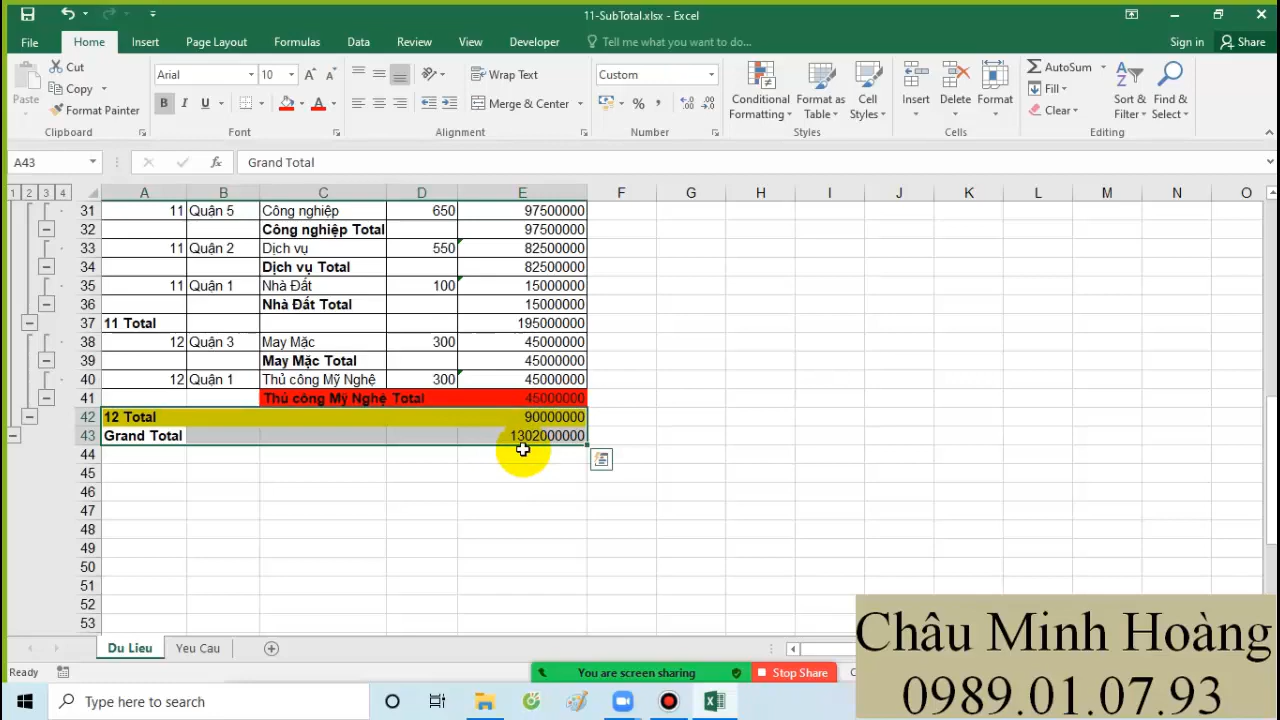 11-SubTotal.xlsx - Excel
File Home Insert Page Layout Formulas Data Review View Developer Tell me what you want to do... Sign in Share
Paste Cut Copy Format Painter Clipboard
Arial 10 B I U Font
Wrap Text Merge & Center Alignment
Custom % , Number
Conditional Formatting Format as Table Cell Styles Styles
Insert Delete Format Cells
AutoSum Fill Clear Sort & Filter Find & Select Editing
A43 fx Grand Total
1 2 3 4 A B C D E F G H I J K L M N O
31 11 Quận 5 Công nghiệp 650 97500000
32 Công nghiệp Total 97500000
33 11 Quận 2 Dịch vụ 550 82500000
34 Dịch vụ Total 82500000
35 11 Quận 1 Nhà Đất 100 15000000
36 Nhà Đất Total 15000000
37 11 Total 195000000
38 12 Quận 3 May Mặc 300 45000000
39 May Mặc Total 45000000
40 12 Quận 1 Thủ công Mỹ Nghệ 300 45000000
41 Thủ công Mỹ Nghệ Total 45000000
42 12 Total 90000000
43 Grand Total 1302000000
44
45
46
47
48
49
50
51
52
53
Du Lieu Yeu Cau
Ready You are screen sharing Stop Share
Type here to search
Châu Minh Hoàng
0989.01.07.93